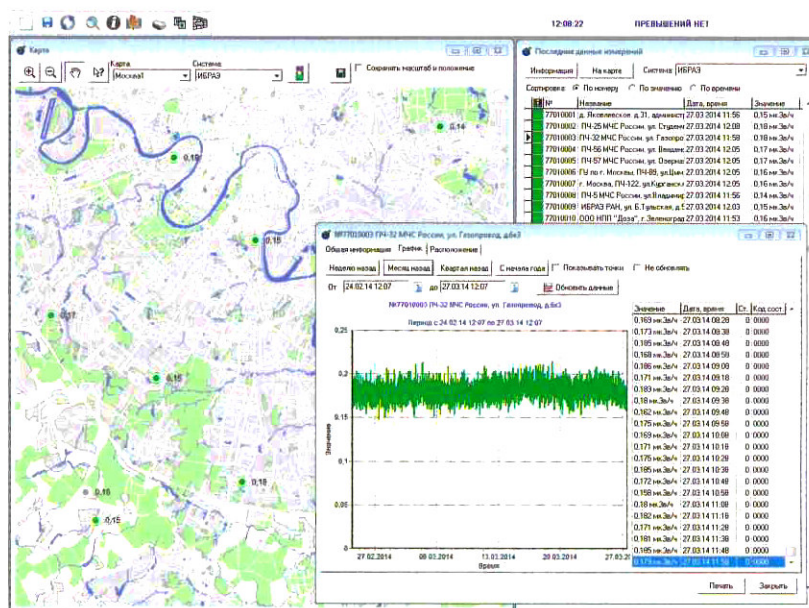 12:08:22 ПРЕВЫШЕНИЙ НЕТ
Карта
Карта Система
Москва1 ИБРАЭ Сохранять масштаб и положение
0,14
0,18
0,15
0,17
0,15
0,18
0,16
0,15
Последние данные измерений
Информация На карте Система ИБРАЭ
Сортировка: По номеру По значению По времени
№ Название Дата, время Значение
77010001 д. Яковлевское д.31, админист 27.03.2014 11:56 0,15 мк.Зв/ч
77010002 ПЧ-25 МЧС России, ул. Студен 27.03.2014 12:08 0,18 мк.Зв/ч
77010003 ПЧ-32 МЧС России, ул. Газопро 27.03.2014 11:58 0,18 мк.Зв/ч
77010004 ПЧ-56 МЧС России, ул. 27.03.2014 12:05 0,17 мк.Зв/ч
77010005 ПЧ-57 МЧС России, ул. 27.03.2014 12:05 0,17 мк.Зв/ч
77010006 ГУ по г. Москвы, ПЧ-89, 27.03.2014 12:05 0,16 мк.Зв/ч
77010007 г. Москва, ПЧ-122, ул.Курганск 27.03.2014 12:05 0,16 мк.Зв/ч
77010008 ПЧ-5 МЧС России, ул.Владимир 27.03.2014 11:56 0,14 мк.Зв/ч
77010009 ИБРАЭ РАН, ул. Б.Тульская, д.5 27.03.2014 12:03 0,15 мк.Зв/ч
77010010 ООО НПП "Доза", г.Зеленоград 27.03.2014 11:53 0,16 мк.Зв/ч
№77010003 ПЧ-32 МЧС России, ул. Газопровод, д.6к3
Общая информация График Расположение
Неделю назад Месяц назад Квартал назад С начала года Показывать точки Не обновлять
От 24.02.14 12:07 до 27.03.14 12:07 Обновить данные
№77010003 ПЧ-32 МЧС России, ул. Газопровод, д.6к3
Период с 24.02.14 12:07 по 27.03.14 12:07
0,25
0,2
0,15
0,1
0,05
0
Значение
27.02.2014 06.03.2014 13.03.2014 20.03.2014 27.03.20
Время
Значение Дата, время Ст. Код сост.
0,169 мк.Зв/ч 27.03.14 08:28 0 0000
0,173 мк.Зв/ч 27.03.14 08:38 0 0000
0,185 мк.Зв/ч 27.03.14 08:48 0 0000
0,168 мк.Зв/ч 27.03.14 08:58 0 0000
0,186 мк.Зв/ч 27.03.14 09:08 0 0000
0,171 мк.Зв/ч 27.03.14 09:18 0 0000
0,183 мк.Зв/ч 27.03.14 09:28 0 0000
0,18 мк.Зв/ч 27.03.14 09:38 0 0000
0,162 мк.Зв/ч 27.03.14 09:48 0 0000
0,175 мк.Зв/ч 27.03.14 09:58 0 0000
0,169 мк.Зв/ч 27.03.14 10:08 0 0000
0,171 мк.Зв/ч 27.03.14 10:18 0 0000
0,175 мк.Зв/ч 27.03.14 10:28 0 0000
0,185 мк.Зв/ч 27.03.14 10:38 0 0000
0,172 мк.Зв/ч 27.03.14 10:48 0 0000
0,158 мк.Зв/ч 27.03.14 10:58 0 0000
0,18 мк.Зв/ч 27.03.14 11:08 0 0000
0,182 мк.Зв/ч 27.03.14 11:18 0 0000
0,171 мк.Зв/ч 27.03.14 11:28 0 0000
0,181 мк.Зв/ч 27.03.14 11:38 0 0000
0,185 мк.Зв/ч 27.03.14 11:48 0 0000
0,179 мк.Зв/ч 27.03.14 11:58 0 0000
Печать Закрыть